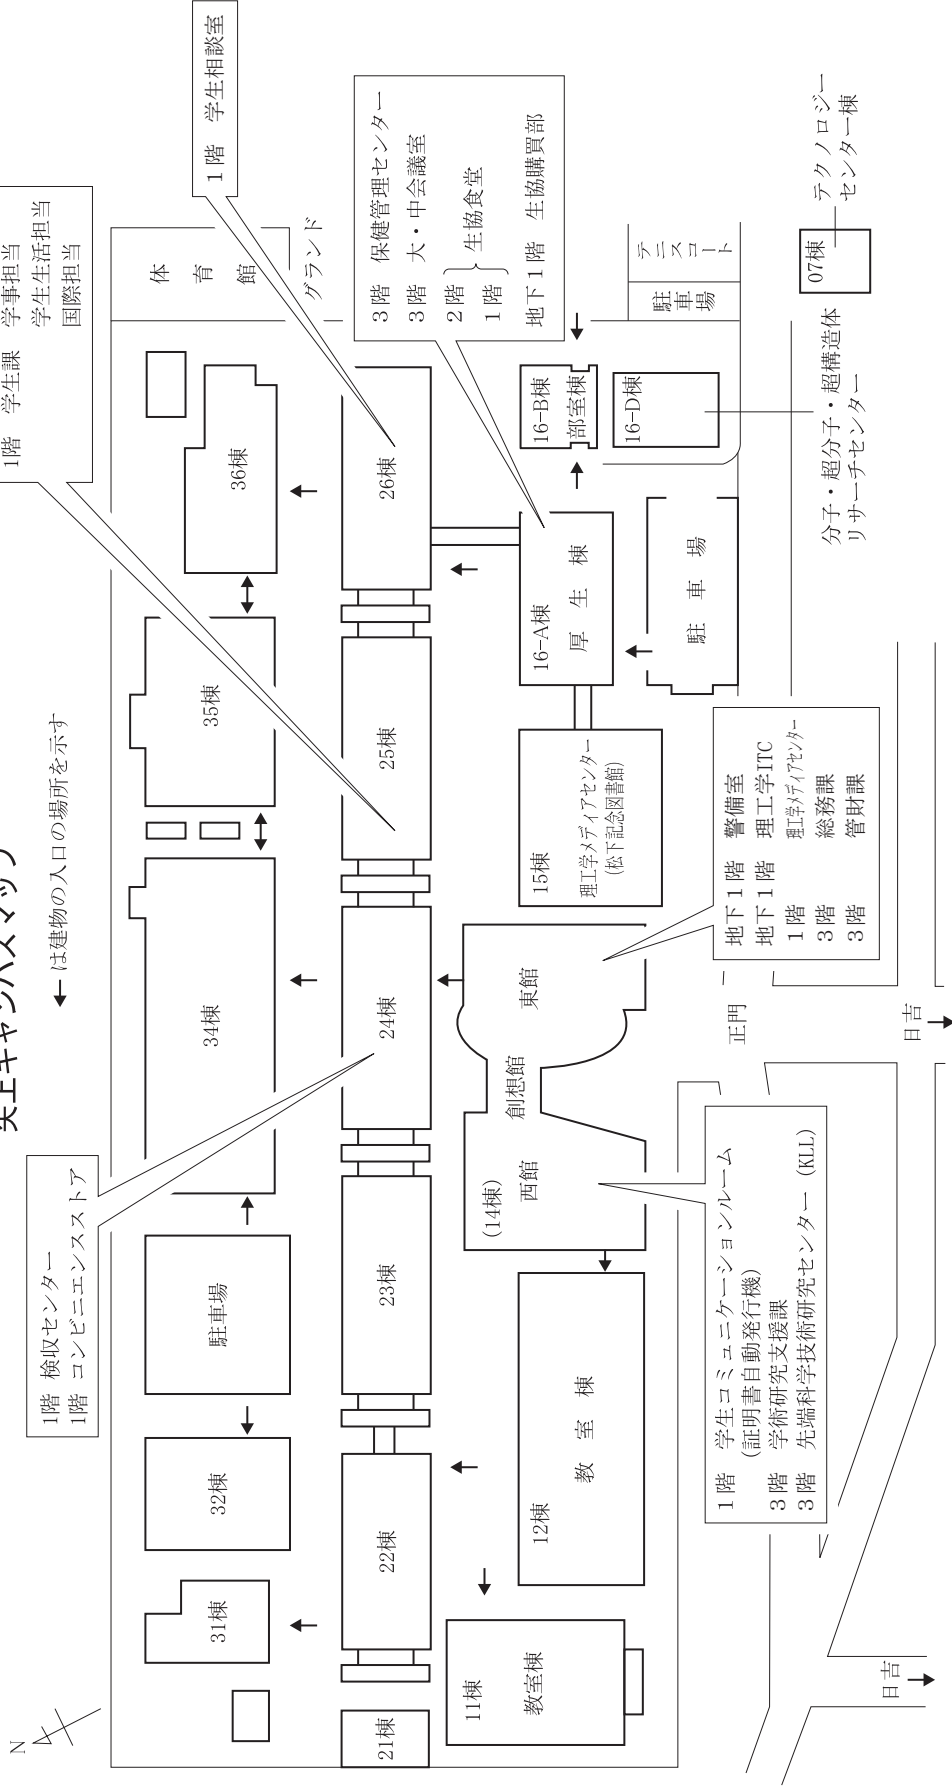 矢上キャンパスマップ
←は建物の入口の場所を示す
N
1階 検収センター
1階 コンビニエンスストア
1階 学生課 学事担当
学生生活担当
国際担当
1階 学生相談室
体育館
グランド
31棟
32棟
駐車場
34棟
35棟
36棟
21棟
22棟
23棟
24棟
25棟
26棟
3階 保健管理センター
3階 大・中会議室
2階
1階
生協食堂
地下1階 生協購買部
11棟
教室棟
12棟
教室棟
(14棟)
西館
創想館
東館
15棟
理工学メディアセンター
(松下記念図書館)
16-A棟
厚生棟
16-B棟
部室棟
16-D棟
駐車場
テニスコート
駐車場
07棟
テクノロジー
センター棟
分子・超分子・超構造体
リサーチセンター
1階 学生コミュニケーションルーム
(証明書自動発行機)
3階 学術研究支援課
3階 先端科学技術研究センター (KLL)
地下1階 警備室
地下1階 理工学ITC
1階 理工学メディアセンター
3階 総務課
3階 管財課
正門
日吉
日吉